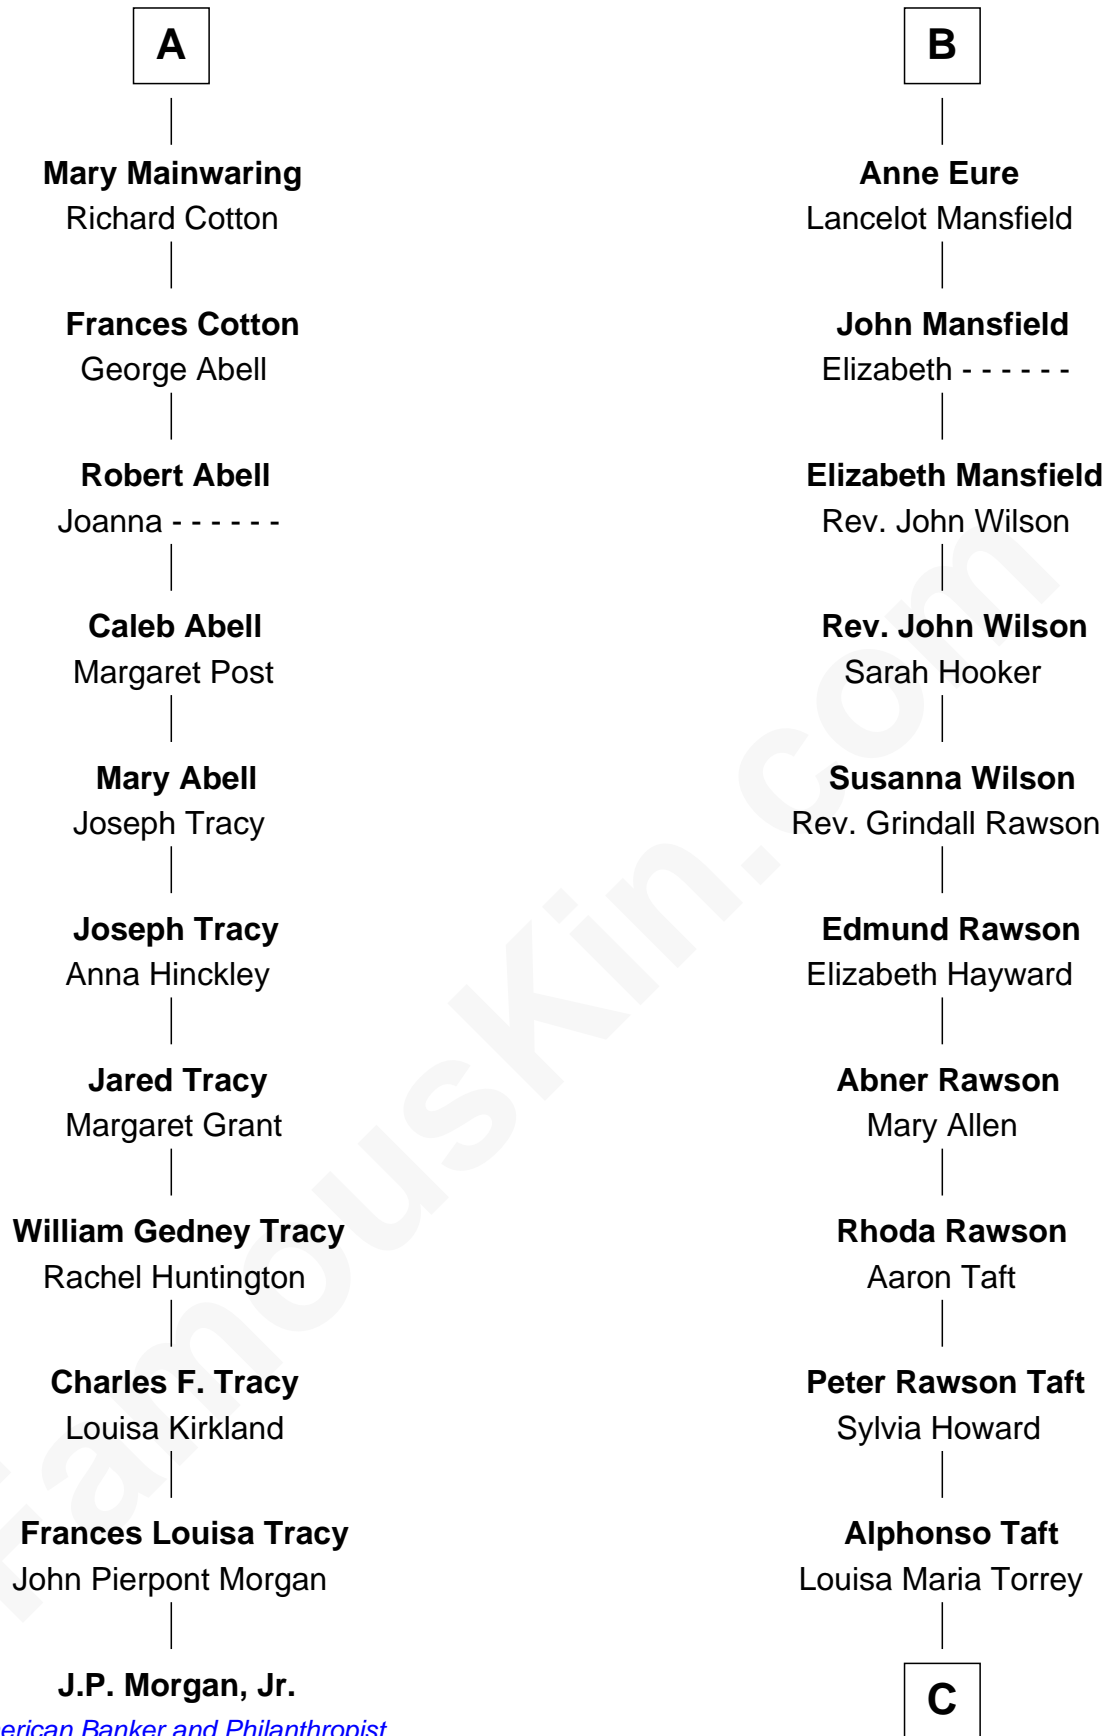 A
Mary Mainwaring
Richard Cotton
Frances Cotton
George Abell
Robert Abell
Joanna - - - - - -
Caleb Abell
Margaret Post
Mary Abell
Joseph Tracy
Joseph Tracy
Anna Hinckley
Jared Tracy
Margaret Grant
William Gedney Tracy
Rachel Huntington
Charles F. Tracy
Louisa Kirkland
Frances Louisa Tracy
John Pierpont Morgan
J.P. Morgan, Jr.
erican Banker and Philanthropist
B
Anne Eure
Lancelot Mansfield
John Mansfield
Elizabeth - - - - - -
Elizabeth Mansfield
Rev. John Wilson
Rev. John Wilson
Sarah Hooker
Susanna Wilson
Rev. Grindall Rawson
Edmund Rawson
Elizabeth Hayward
Abner Rawson
Mary Allen
Rhoda Rawson
Aaron Taft
Peter Rawson Taft
Sylvia Howard
Alphonso Taft
Louisa Maria Torrey
C
FamousKin.com